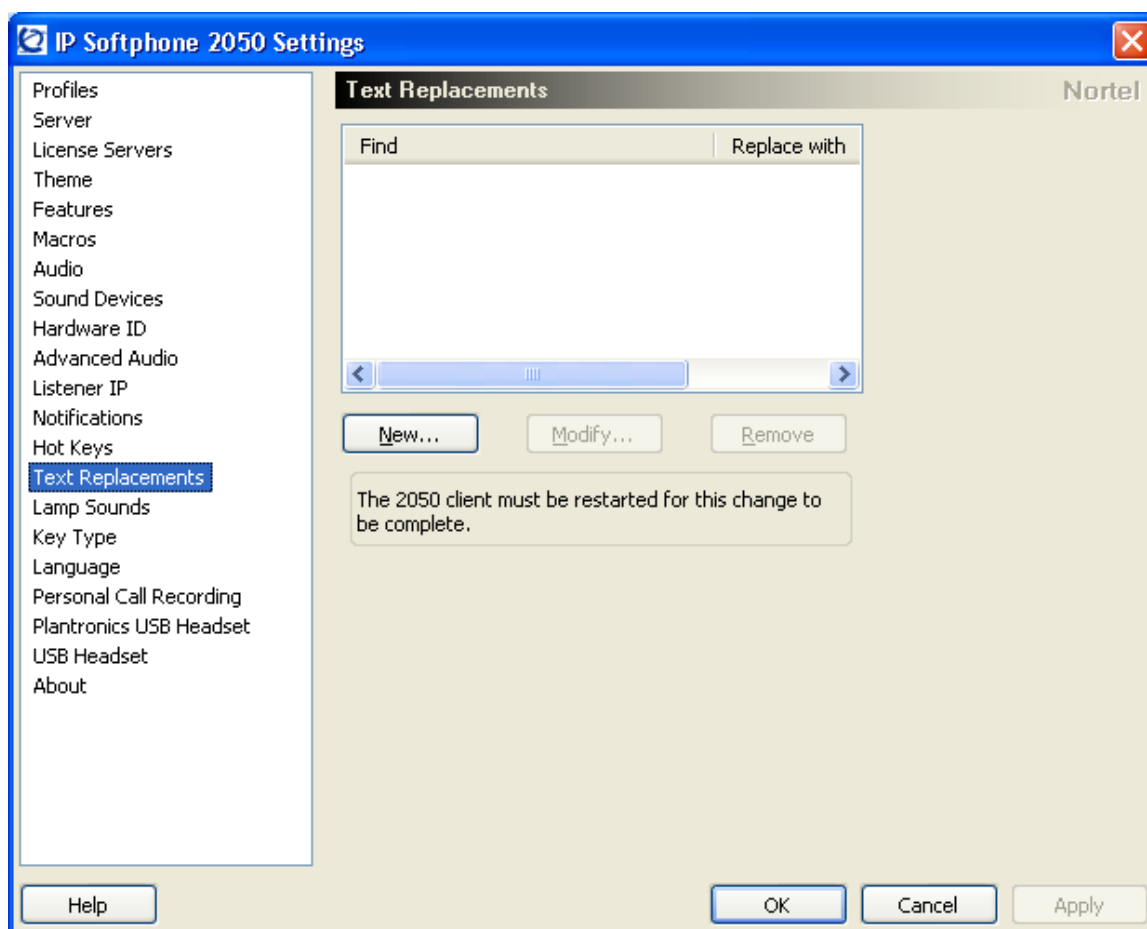 IP Softphone 2050 Settings
Profiles
Server
License Servers
Theme
Features
Macros
Audio
Sound Devices
Hardware ID
Advanced Audio
Listener IP
Notifications
Hot Keys
Text Replacements
Lamp Sounds
Key Type
Language
Personal Call Recording
Plantronics USB Headset
USB Headset
About
Text Replacements Nortel
Find Replace with
New... Modify... Remove
The 2050 client must be restarted for this change to
be complete.
Help OK Cancel Apply